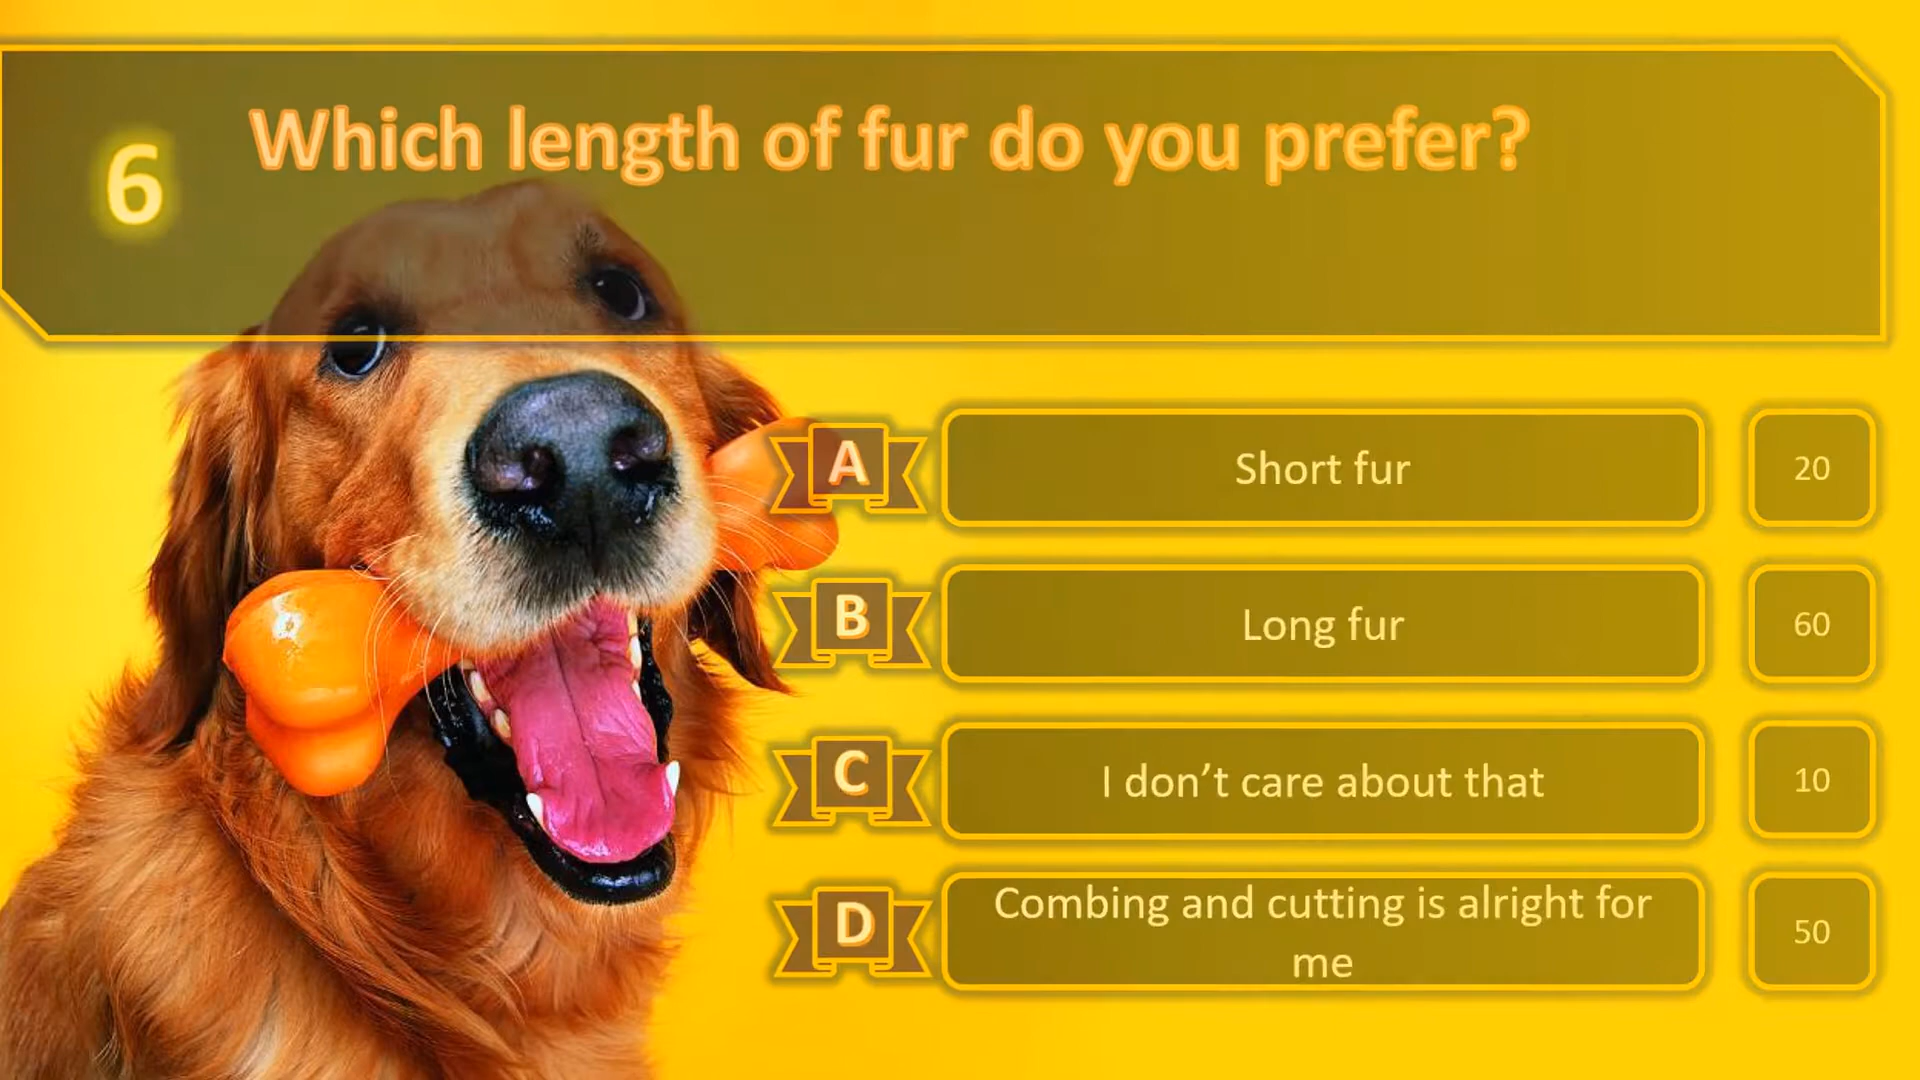 6
Which length of fur do you prefer?
A
Short fur
20
B
Long fur
60
C
I don’t care about that
10
D
Combing and cutting is alright for
me
50